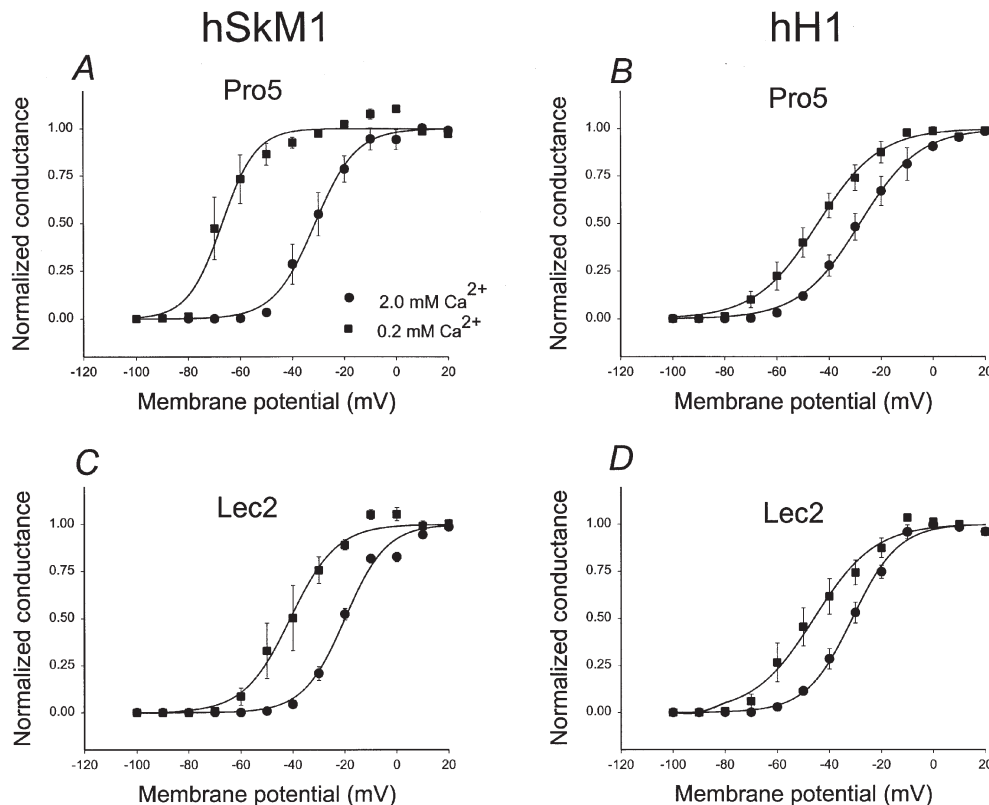 hSkM1
hH1
A
Pro5
Normalized conductance
1.00
0.75
0.50
0.25
0.00
2.0 mM Ca2+
0.2 mM Ca2+
-120 -100 -80 -60 -40 -20 0 20
Membrane potential (mV)
B
Pro5
Normalized conductance
1.00
0.75
0.50
0.25
0.00
-120 -100 -80 -60 -40 -20 0 20
Membrane potential (mV)
C
Lec2
Normalized conductance
1.00
0.75
0.50
0.25
0.00
-120 -100 -80 -60 -40 -20 0 20
Membrane potential (mV)
D
Lec2
Normalized conductance
1.00
0.75
0.50
0.25
0.00
-120 -100 -80 -60 -40 -20 0 20
Membrane potential (mV)